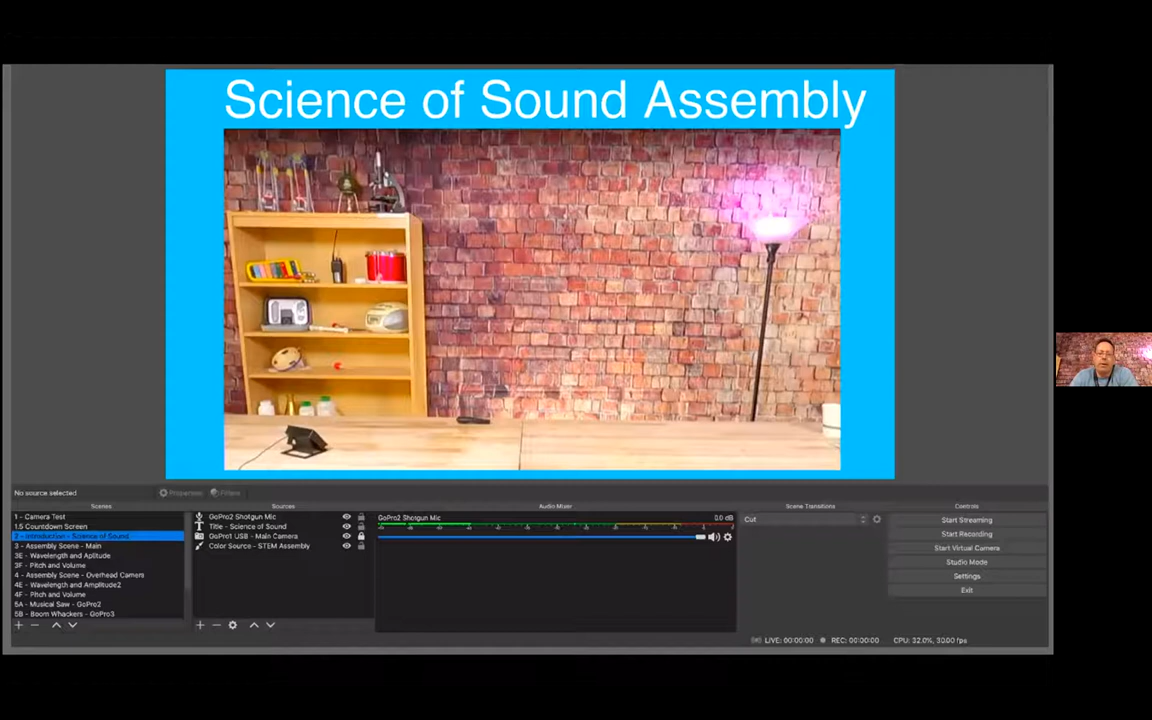 Science of Sound Assembly
No source selected
Properties
Filters
Scenes
Sources
Audio Mixer
Scene Transitions
Controls
1 - Camera Test
1.5 Countdown Screen
2 - Introduction - Science of Sound
3 - Assembly Scene - Main
3E - Wavelength and Aplitude
3F - Pitch and Volume
4 - Assembly Scene - Overhead Camera
4E - Wavelength and Amplitude2
4F - Pitch and Volume
5A - Musical Saw - GoPro2
5B - Boom Whackers - GoPro3
GoPro2 Shotgun Mic
Title - Science of Sound
GoPro1 USB - Main Camera
Color Source - STEM Assembly
GoPro2 Shotgun Mic
0.0 dB
Cut
Start Streaming
Start Recording
Start Virtual Camera
Studio Mode
Settings
Exit
LIVE: 00:00:00
REC: 00:00:00
CPU: 32.0%, 30.00 fps